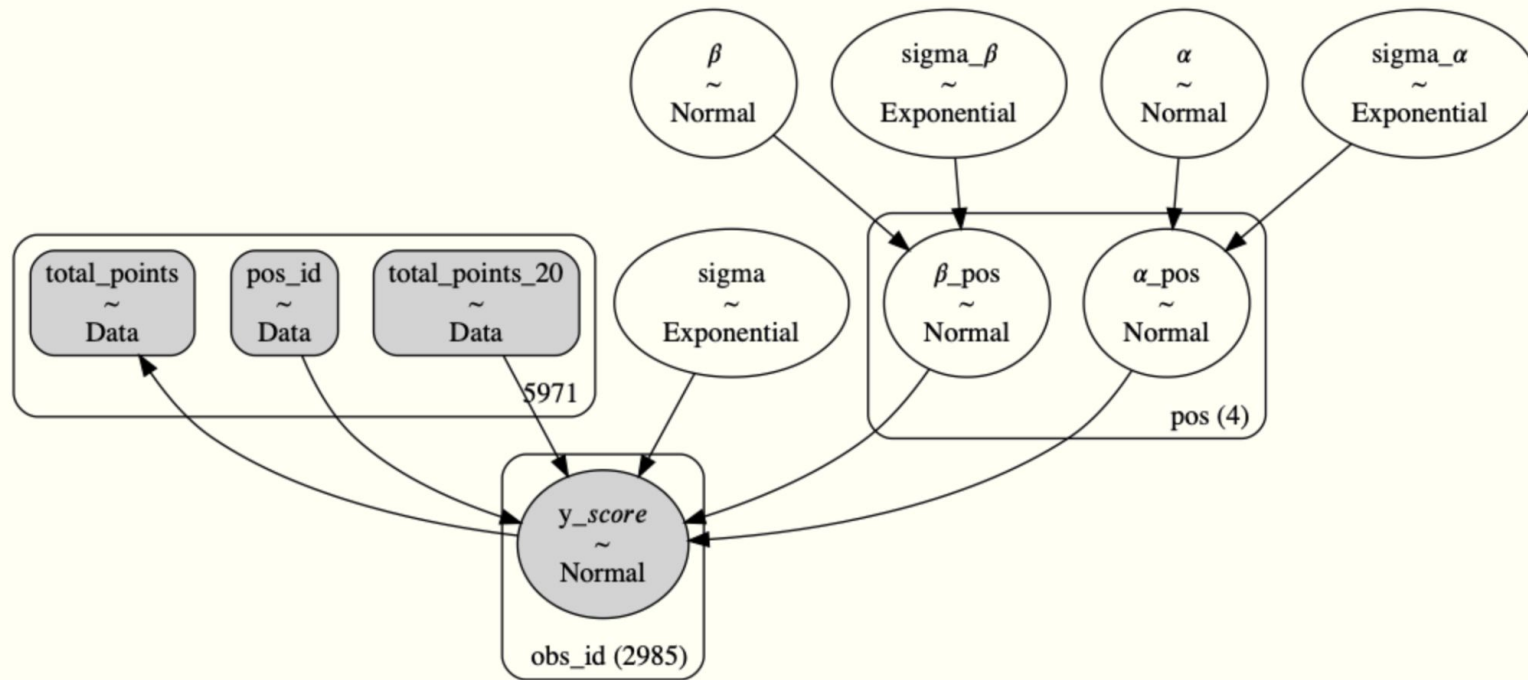 β
~
Normal
sigma_β
~
Exponential
α
~
Normal
sigma_α
~
Exponential
total_points
~
Data
pos_id
~
Data
total_points_20
~
Data
5971
sigma
~
Exponential
β_pos
~
Normal
α_pos
~
Normal
pos (4)
y_score
~
Normal
obs_id (2985)